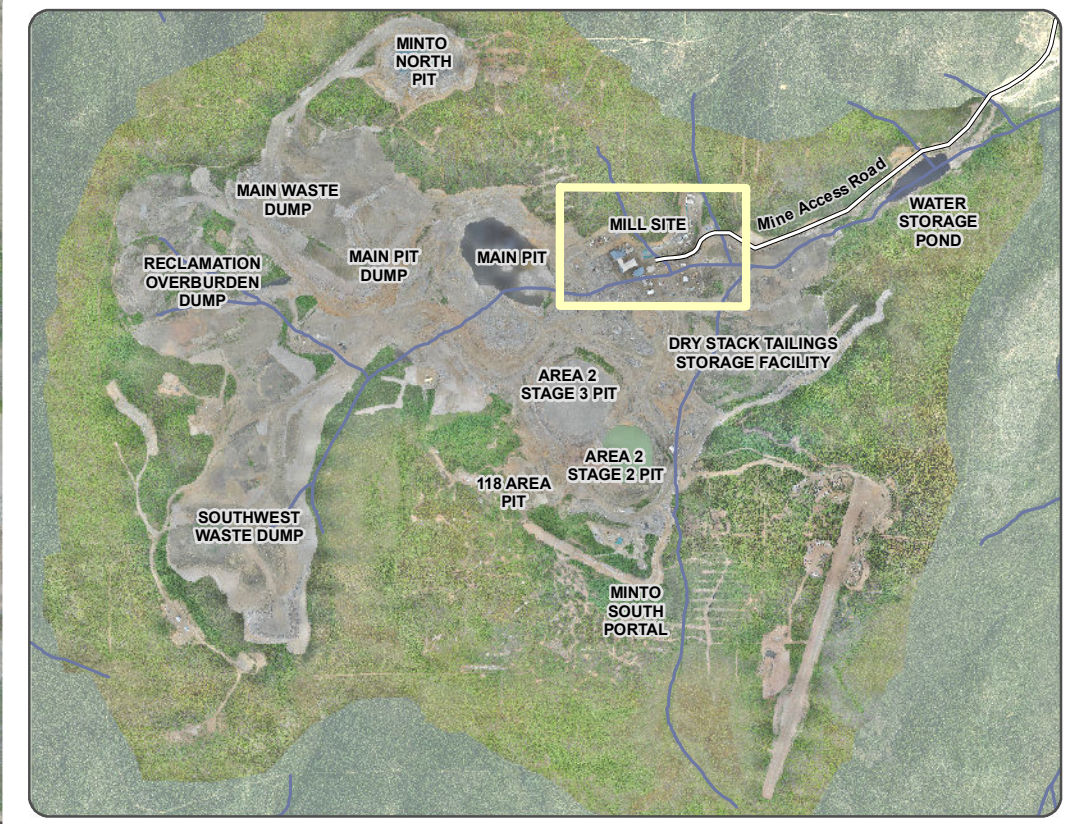 MINTO
NORTH
PIT
MAIN WASTE
DUMP
MILL SITE
Mine Access Road
WATER
STORAGE
POND
RECLAMATION
OVERBURDEN
DUMP
MAIN PIT
DUMP
MAIN PIT
DRY STACK TAILINGS
STORAGE FACILITY
AREA 2
STAGE 3 PIT
AREA 2
STAGE 2 PIT
118 AREA
PIT
SOUTHWEST
WASTE DUMP
MINTO
SOUTH
PORTAL